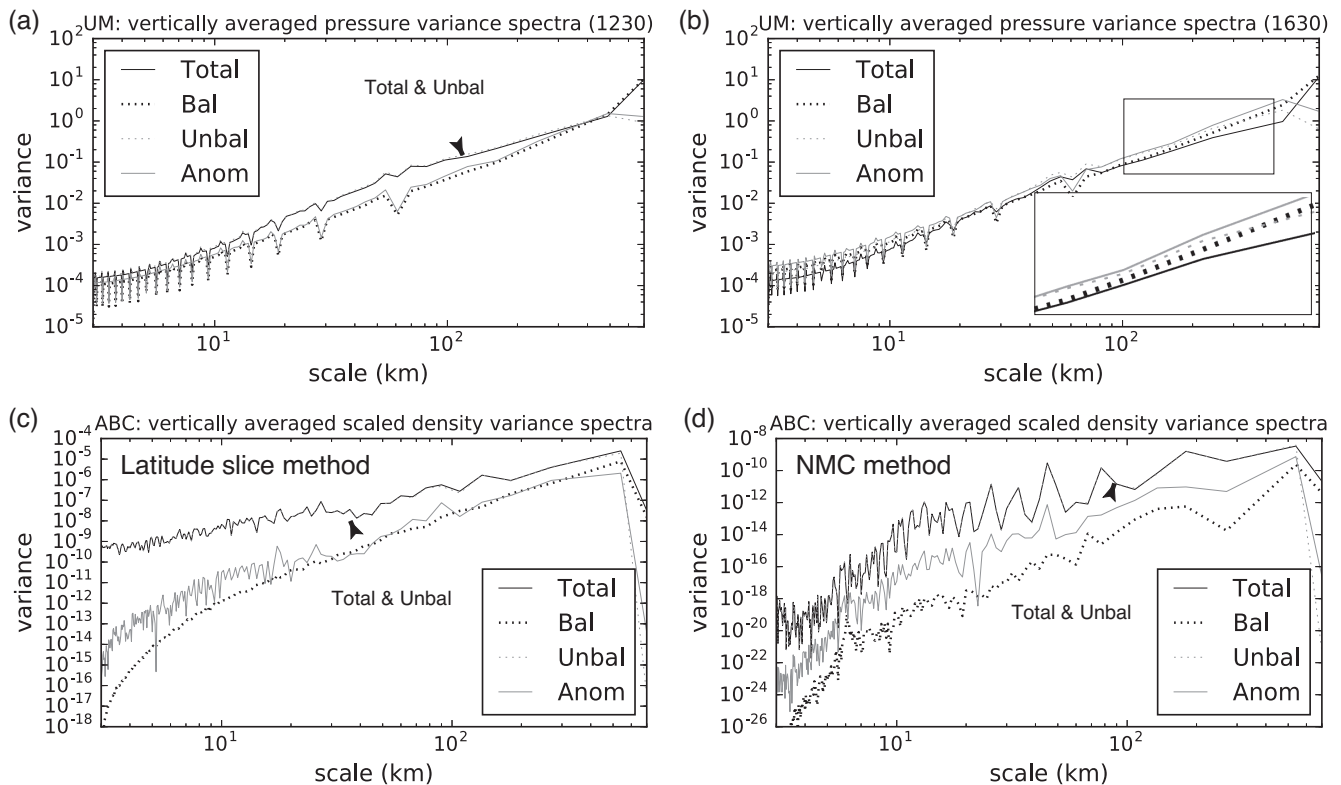 (a) UM: vertically averaged pressure variance spectra (1230)
10^2
10^1
10^0
10^-1
10^-2
10^-3
10^-4
10^-5
variance
Total
Bal
Unbal
Anom
Total & Unbal
10^1 10^2
scale (km)
(b) UM: vertically averaged pressure variance spectra (1630)
10^2
10^1
10^0
10^-1
10^-2
10^-3
10^-4
10^-5
variance
Total
Bal
Unbal
Anom
10^1 10^2
scale (km)
(c) ABC: vertically averaged scaled density variance spectra
10^-4
10^-5
10^-6
10^-7
10^-8
10^-9
10^-10
10^-11
10^-12
10^-13
10^-14
10^-15
10^-16
10^-17
10^-18
variance
Latitude slice method
Total & Unbal
Total
Bal
Unbal
Anom
10^1 10^2
scale (km)
(d) ABC: vertically averaged scaled density variance spectra
10^-8
10^-10
10^-12
10^-14
10^-16
10^-18
10^-20
10^-22
10^-24
10^-26
variance
NMC method
Total & Unbal
Total
Bal
Unbal
Anom
10^1 10^2
scale (km)